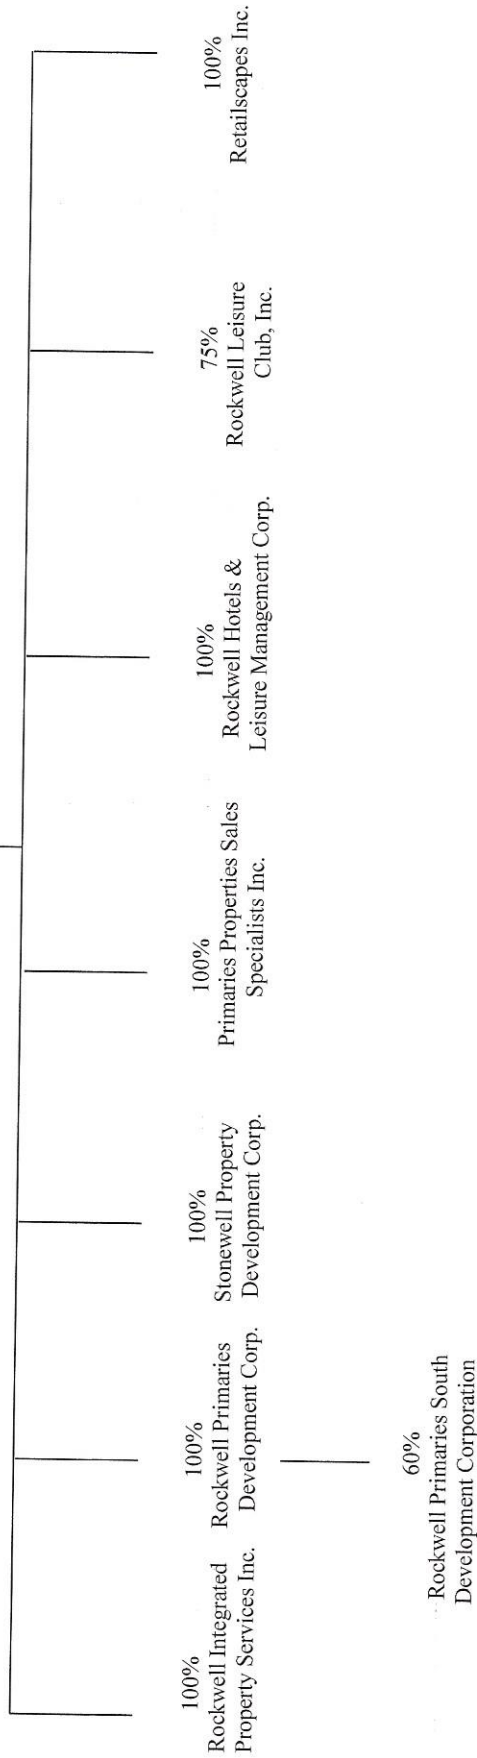 100%
Rockwell Integrated
Property Services Inc.
100%
Rockwell Primaries
Development Corp.
100%
Stonewell Property
Development Corp.
100%
Primaries Properties Sales
Specialists Inc.
100%
Rockwell Hotels &
Leisure Management Corp.
75%
Rockwell Leisure
Club, Inc.
100%
Retailscapes Inc.
60%
Rockwell Primaries South
Development Corporation